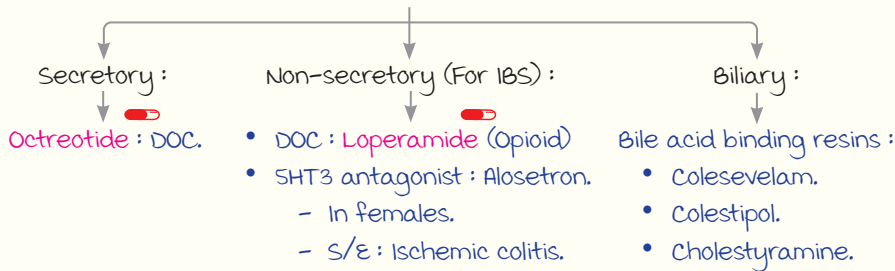 Secretory :
Octreotide : DOC.
Non-secretory (For IBS) :
• DOC : Loperamide (Opioid)
• 5HT3 antagonist : Alosetron.
- In females.
- S/E : Ischemic colitis.
Biliary :
Bile acid binding resins :
• Colesevelam.
• Colestipol.
• Cholestyramine.